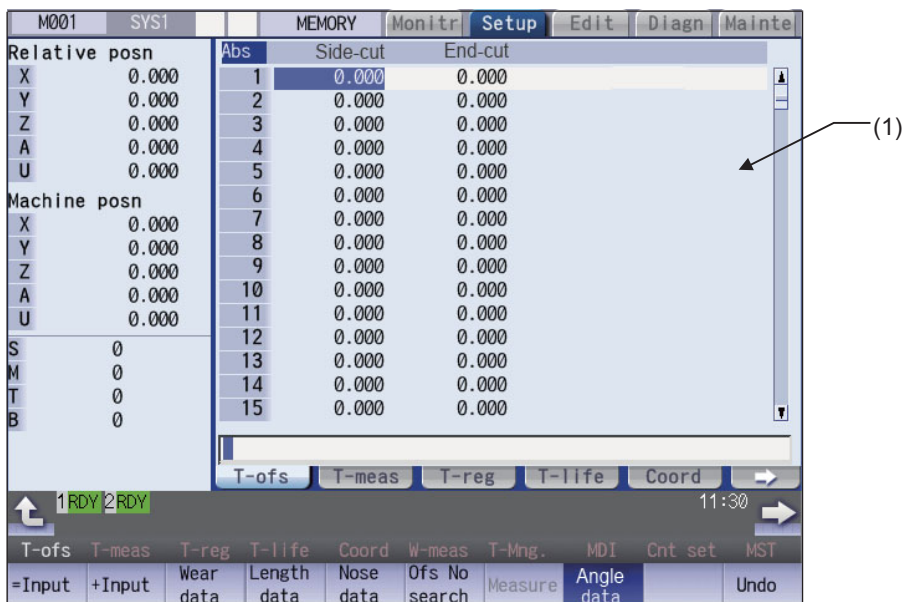 M001 SYS1 MEMORY Monitr Setup Edit Diagn Mainte
Relative posn
X 0.000
Y 0.000
Z 0.000
A 0.000
U 0.000
Machine posn
X 0.000
Y 0.000
Z 0.000
A 0.000
U 0.000
S 0
M 0
T 0
B 0
Abs Side-cut End-cut
1 0.000 0.000
2 0.000 0.000
3 0.000 0.000
4 0.000 0.000
5 0.000 0.000
6 0.000 0.000
7 0.000 0.000
8 0.000 0.000
9 0.000 0.000
10 0.000 0.000
11 0.000 0.000
12 0.000 0.000
13 0.000 0.000
14 0.000 0.000
15 0.000 0.000
(1)
T-ofs T-meas T-reg T-life Coord
1 RDY 2 RDY 11:30
T-ofs T-meas T-reg T-life Coord W-meas T-Mng. MDI Cnt set MST
=Input +Input Wear data Length data Nose data Ofs No search Measure Angle data Undo